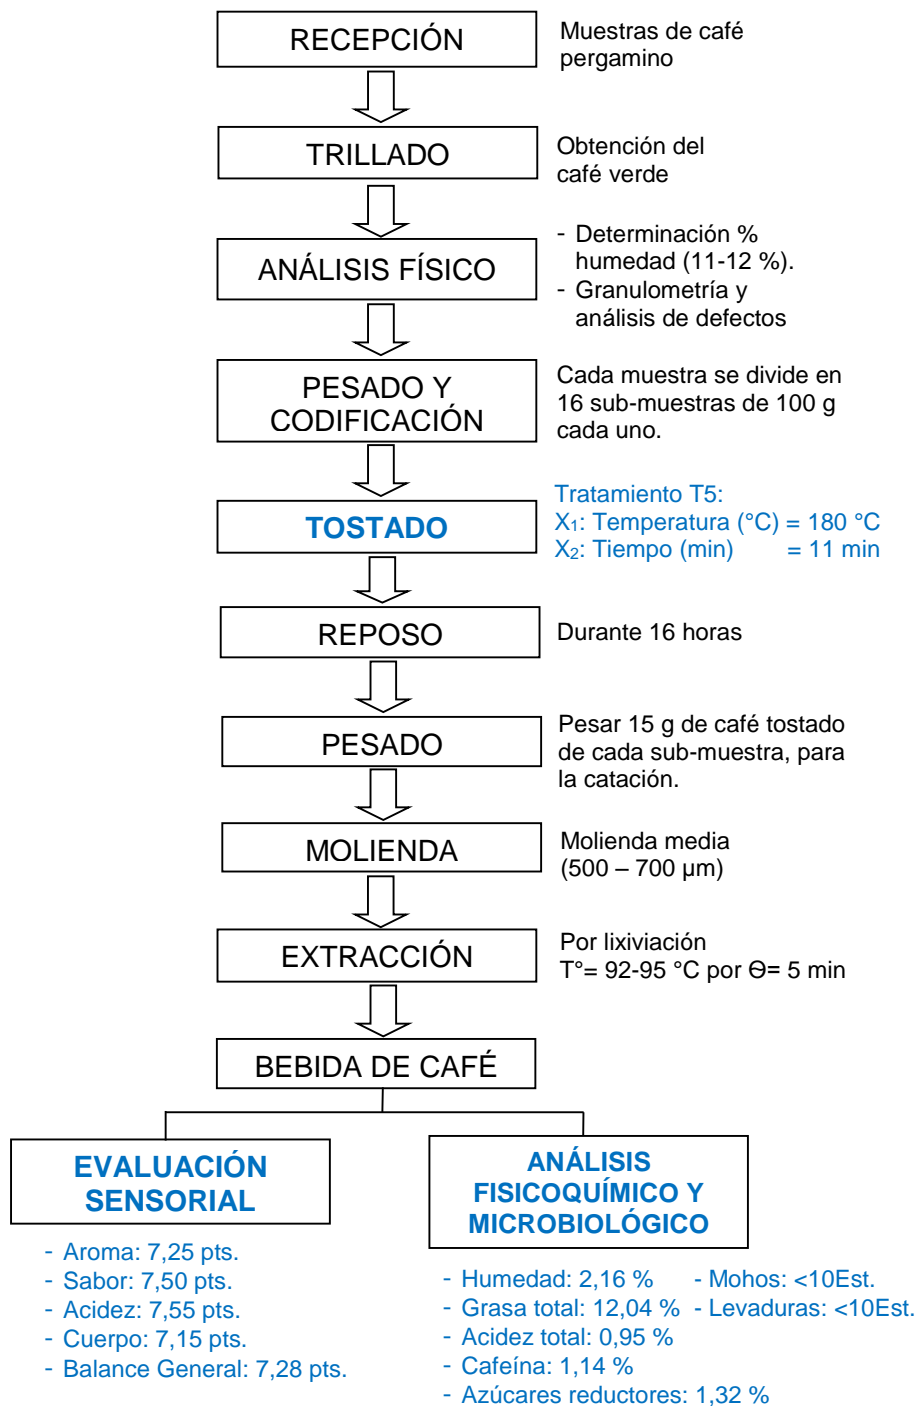 RECEPCIÓN
Muestras de café
pergamino
TRILLADO
Obtención del
café verde
ANÁLISIS FÍSICO
- Determinación %
humedad (11-12 %).
- Granulometría y
análisis de defectos
PESADO Y
CODIFICACIÓN
Cada muestra se divide en
16 sub-muestras de 100 g
cada uno.
TOSTADO
Tratamiento T5:
X₁: Temperatura (°C) = 180 °C
X₂: Tiempo (min) = 11 min
REPOSO
Durante 16 horas
PESADO
Pesar 15 g de café tostado
de cada sub-muestra, para
la catación.
MOLIENDA
Molienda media
(500 – 700 µm)
EXTRACCIÓN
Por lixiviación
T°= 92-95 °C por Ɵ= 5 min
BEBIDA DE CAFÉ
EVALUACIÓN
SENSORIAL
- Aroma: 7,25 pts.
- Sabor: 7,50 pts.
- Acidez: 7,55 pts.
- Cuerpo: 7,15 pts.
- Balance General: 7,28 pts.
ANÁLISIS
FISICOQUÍMICO Y
MICROBIOLÓGICO
- Humedad: 2,16 % - Mohos: <10Est.
- Grasa total: 12,04 % - Levaduras: <10Est.
- Acidez total: 0,95 %
- Cafeína: 1,14 %
- Azúcares reductores: 1,32 %